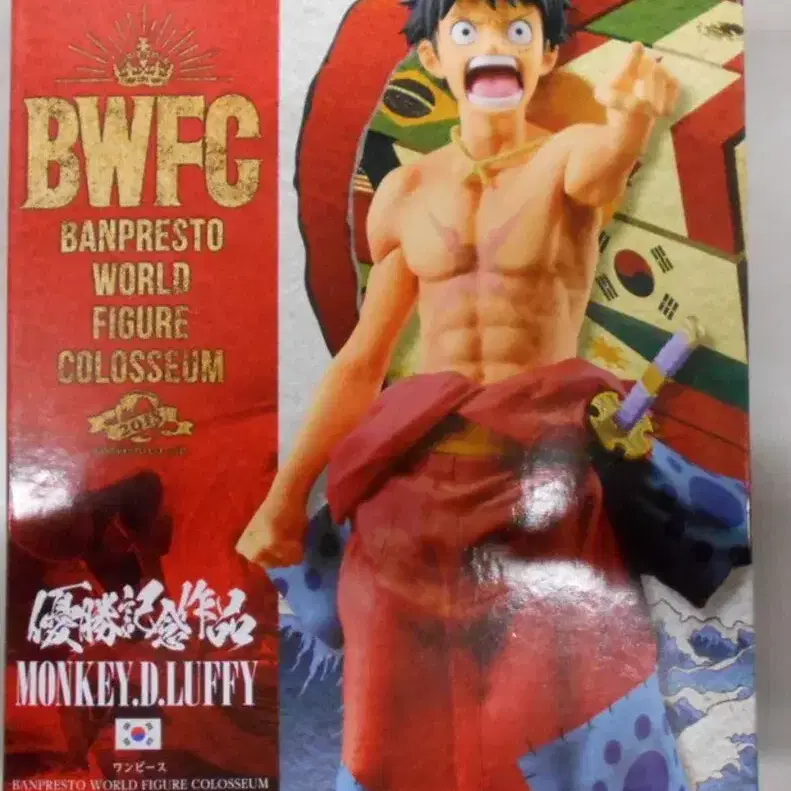 BWFC
BANPRESTO
WORLD
FIGURE
COLOSSEUM
優勝記念作品
MONKEY.D.LUFFY
ワンピース
BANPRESTO WORLD FIGURE COLOSSEUM